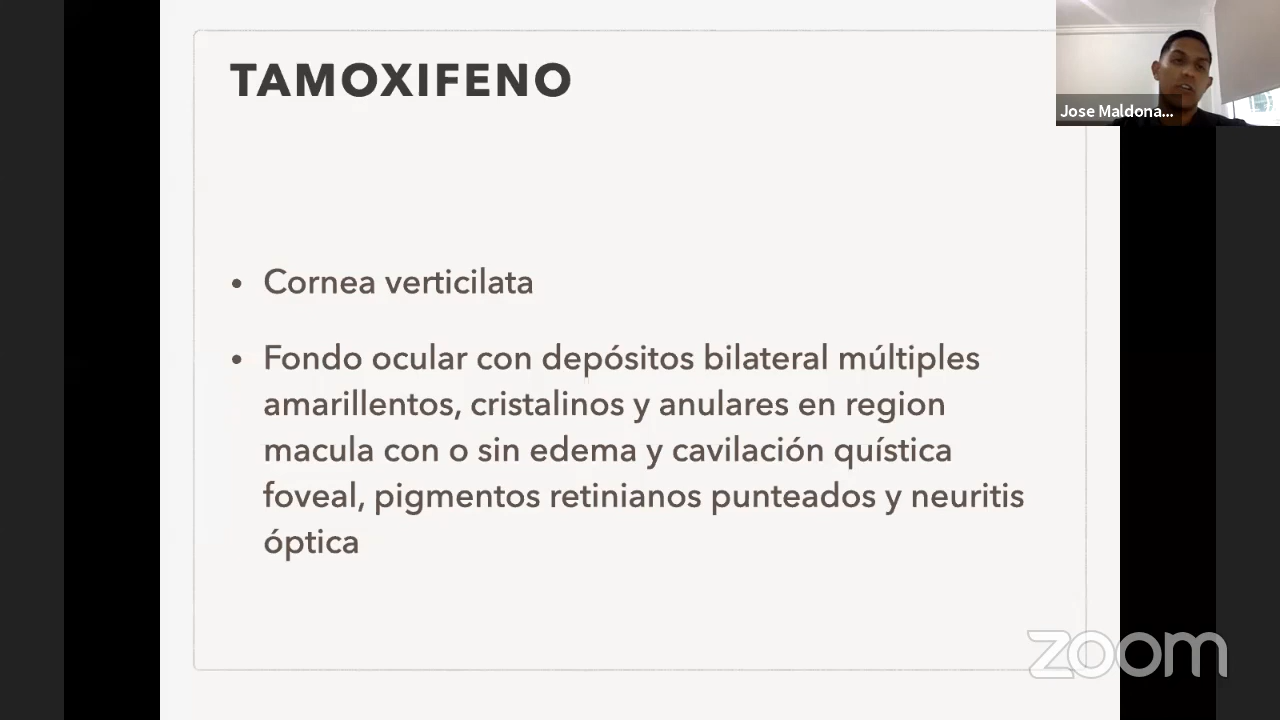 TAMOXIFENO
Jose Maldona...
• Cornea verticilata
• Fondo ocular con depósitos bilateral múltiples
amarillentos, cristalinos y anulares en region
macula con o sin edema y cavilación quística
foveal, pigmentos retinianos punteados y neuritis
óptica
zoom